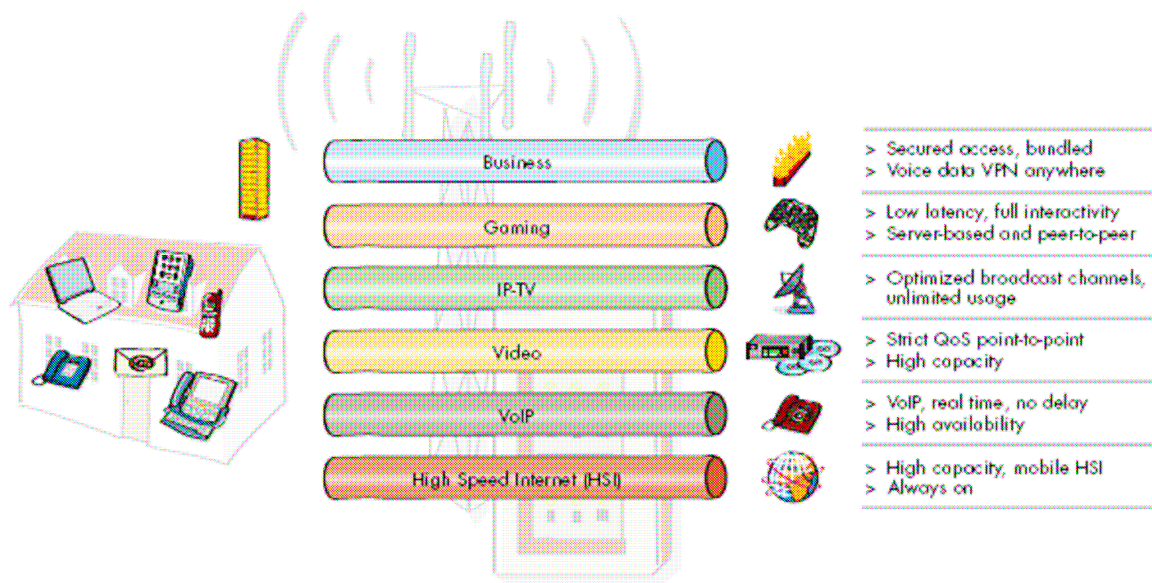 Business
> Secured access, bundled
> Voice data VPN anywhere
Gaming
> Low latency, full interactivity
> Server-based and peer-to-peer
IP-TV
> Optimized broadcast channels,
unlimited usage
Video
> Strict QoS point-to-point
> High capacity
VoIP
> VoIP, real time, no delay
> High availability
High Speed Internet (HSI)
> High capacity, mobile HSI
> Always on